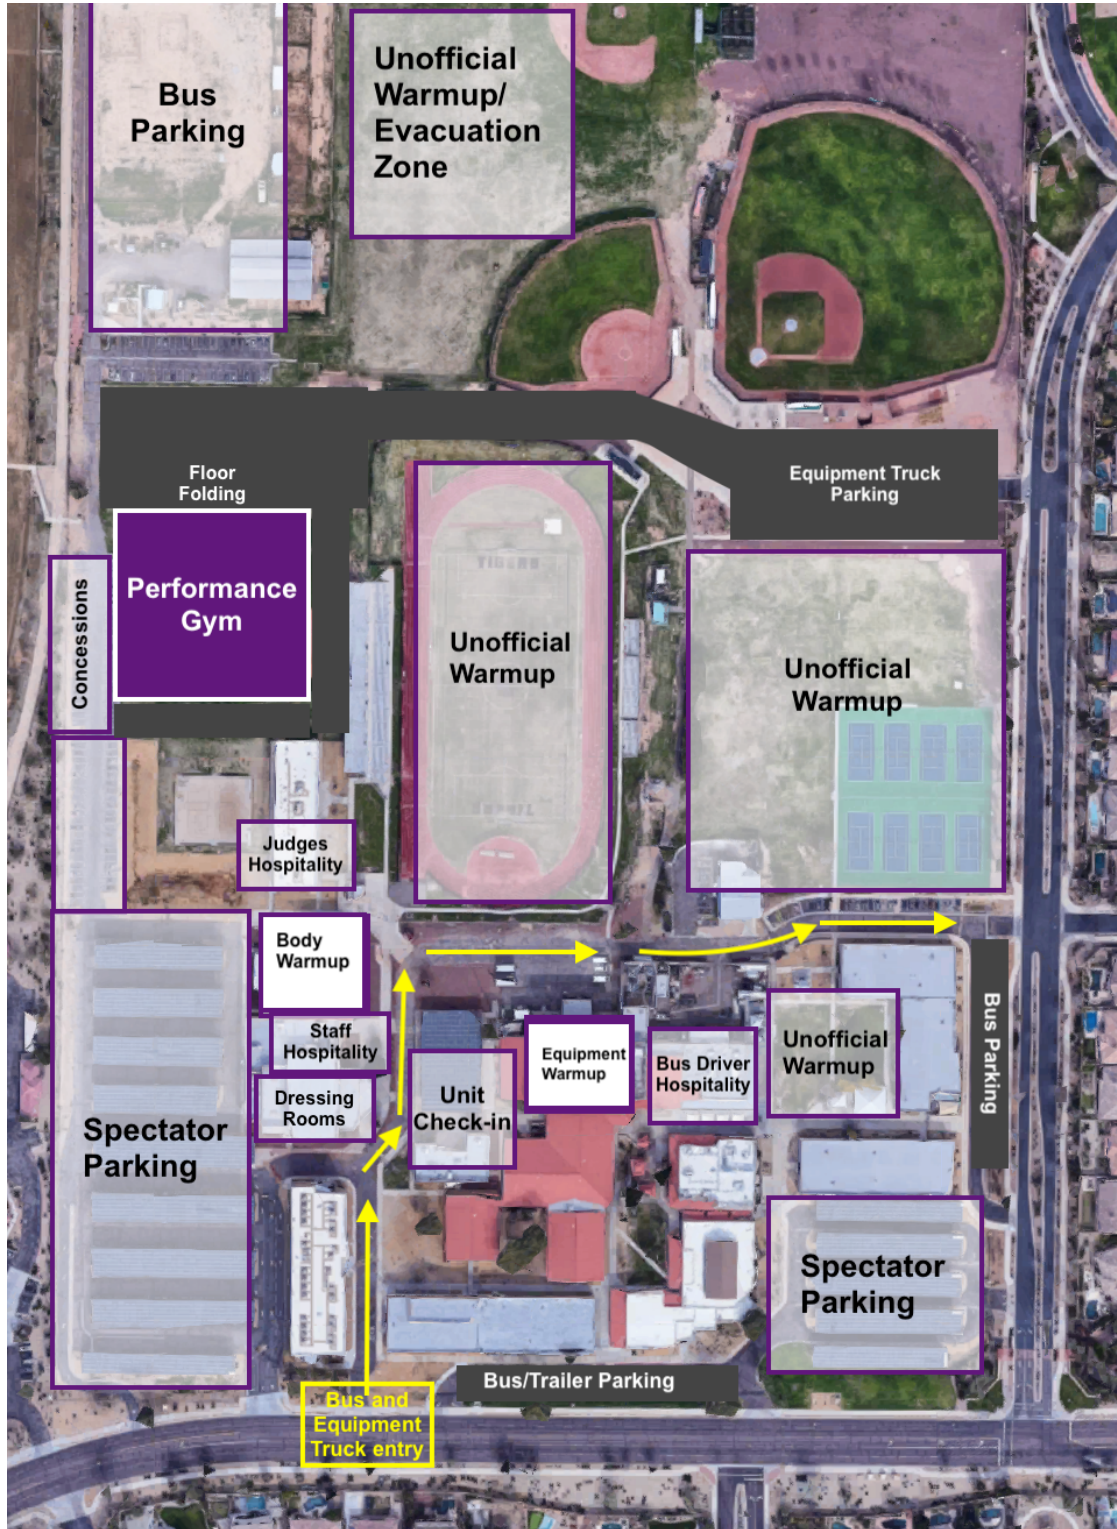 Bus
Parking
Unofficial
Warmup/
Evacuation
Zone
Floor
Folding
Equipment Truck
Parking
Performance
Gym
Concessions
Unofficial
Warmup
Unofficial
Warmup
TIGERS
Judges
Hospitality
Body
Warmup
Staff
Hospitality
Dressing
Rooms
Unit
Check-in
Equipment
Warmup
Bus Driver
Hospitality
Unofficial
Warmup
Bus Parking
Spectator
Parking
Spectator
Parking
Bus/Trailer Parking
Bus and
Equipment
Truck entry